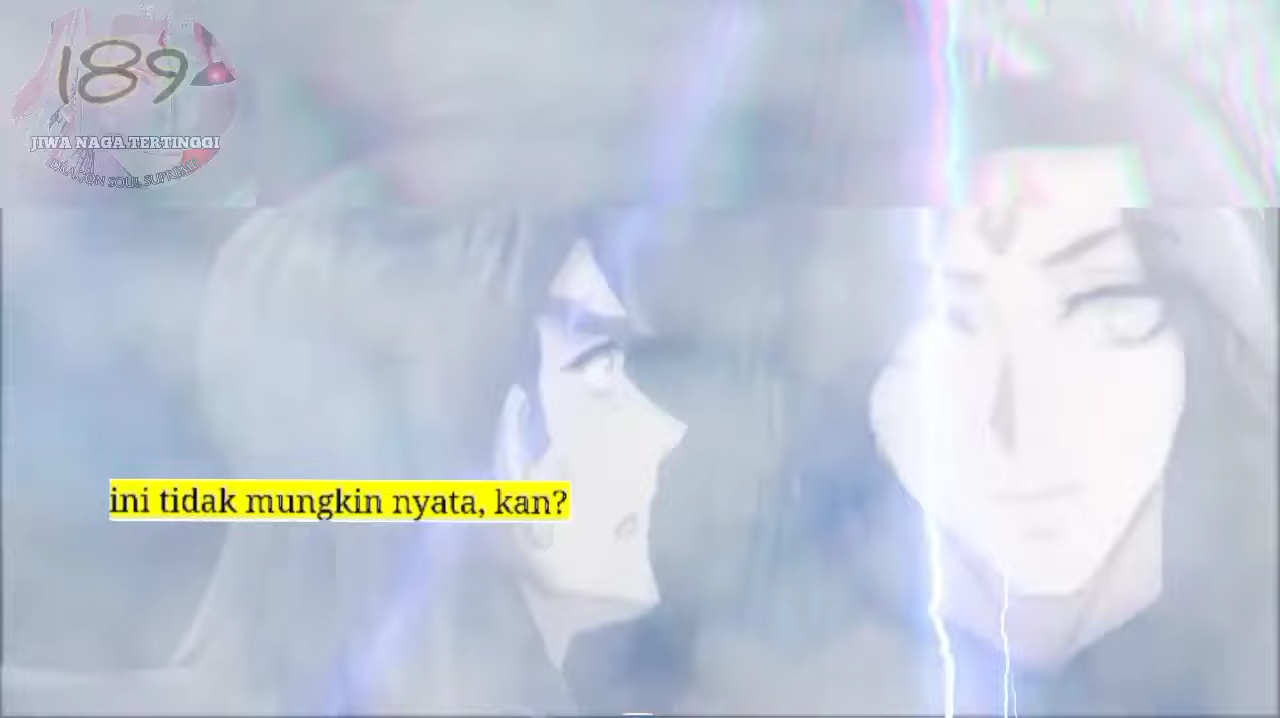 189
JIWA NAGA TERTINGGI
DRAGON SOUL SUPREME
ini tidak mungkin nyata, kan?